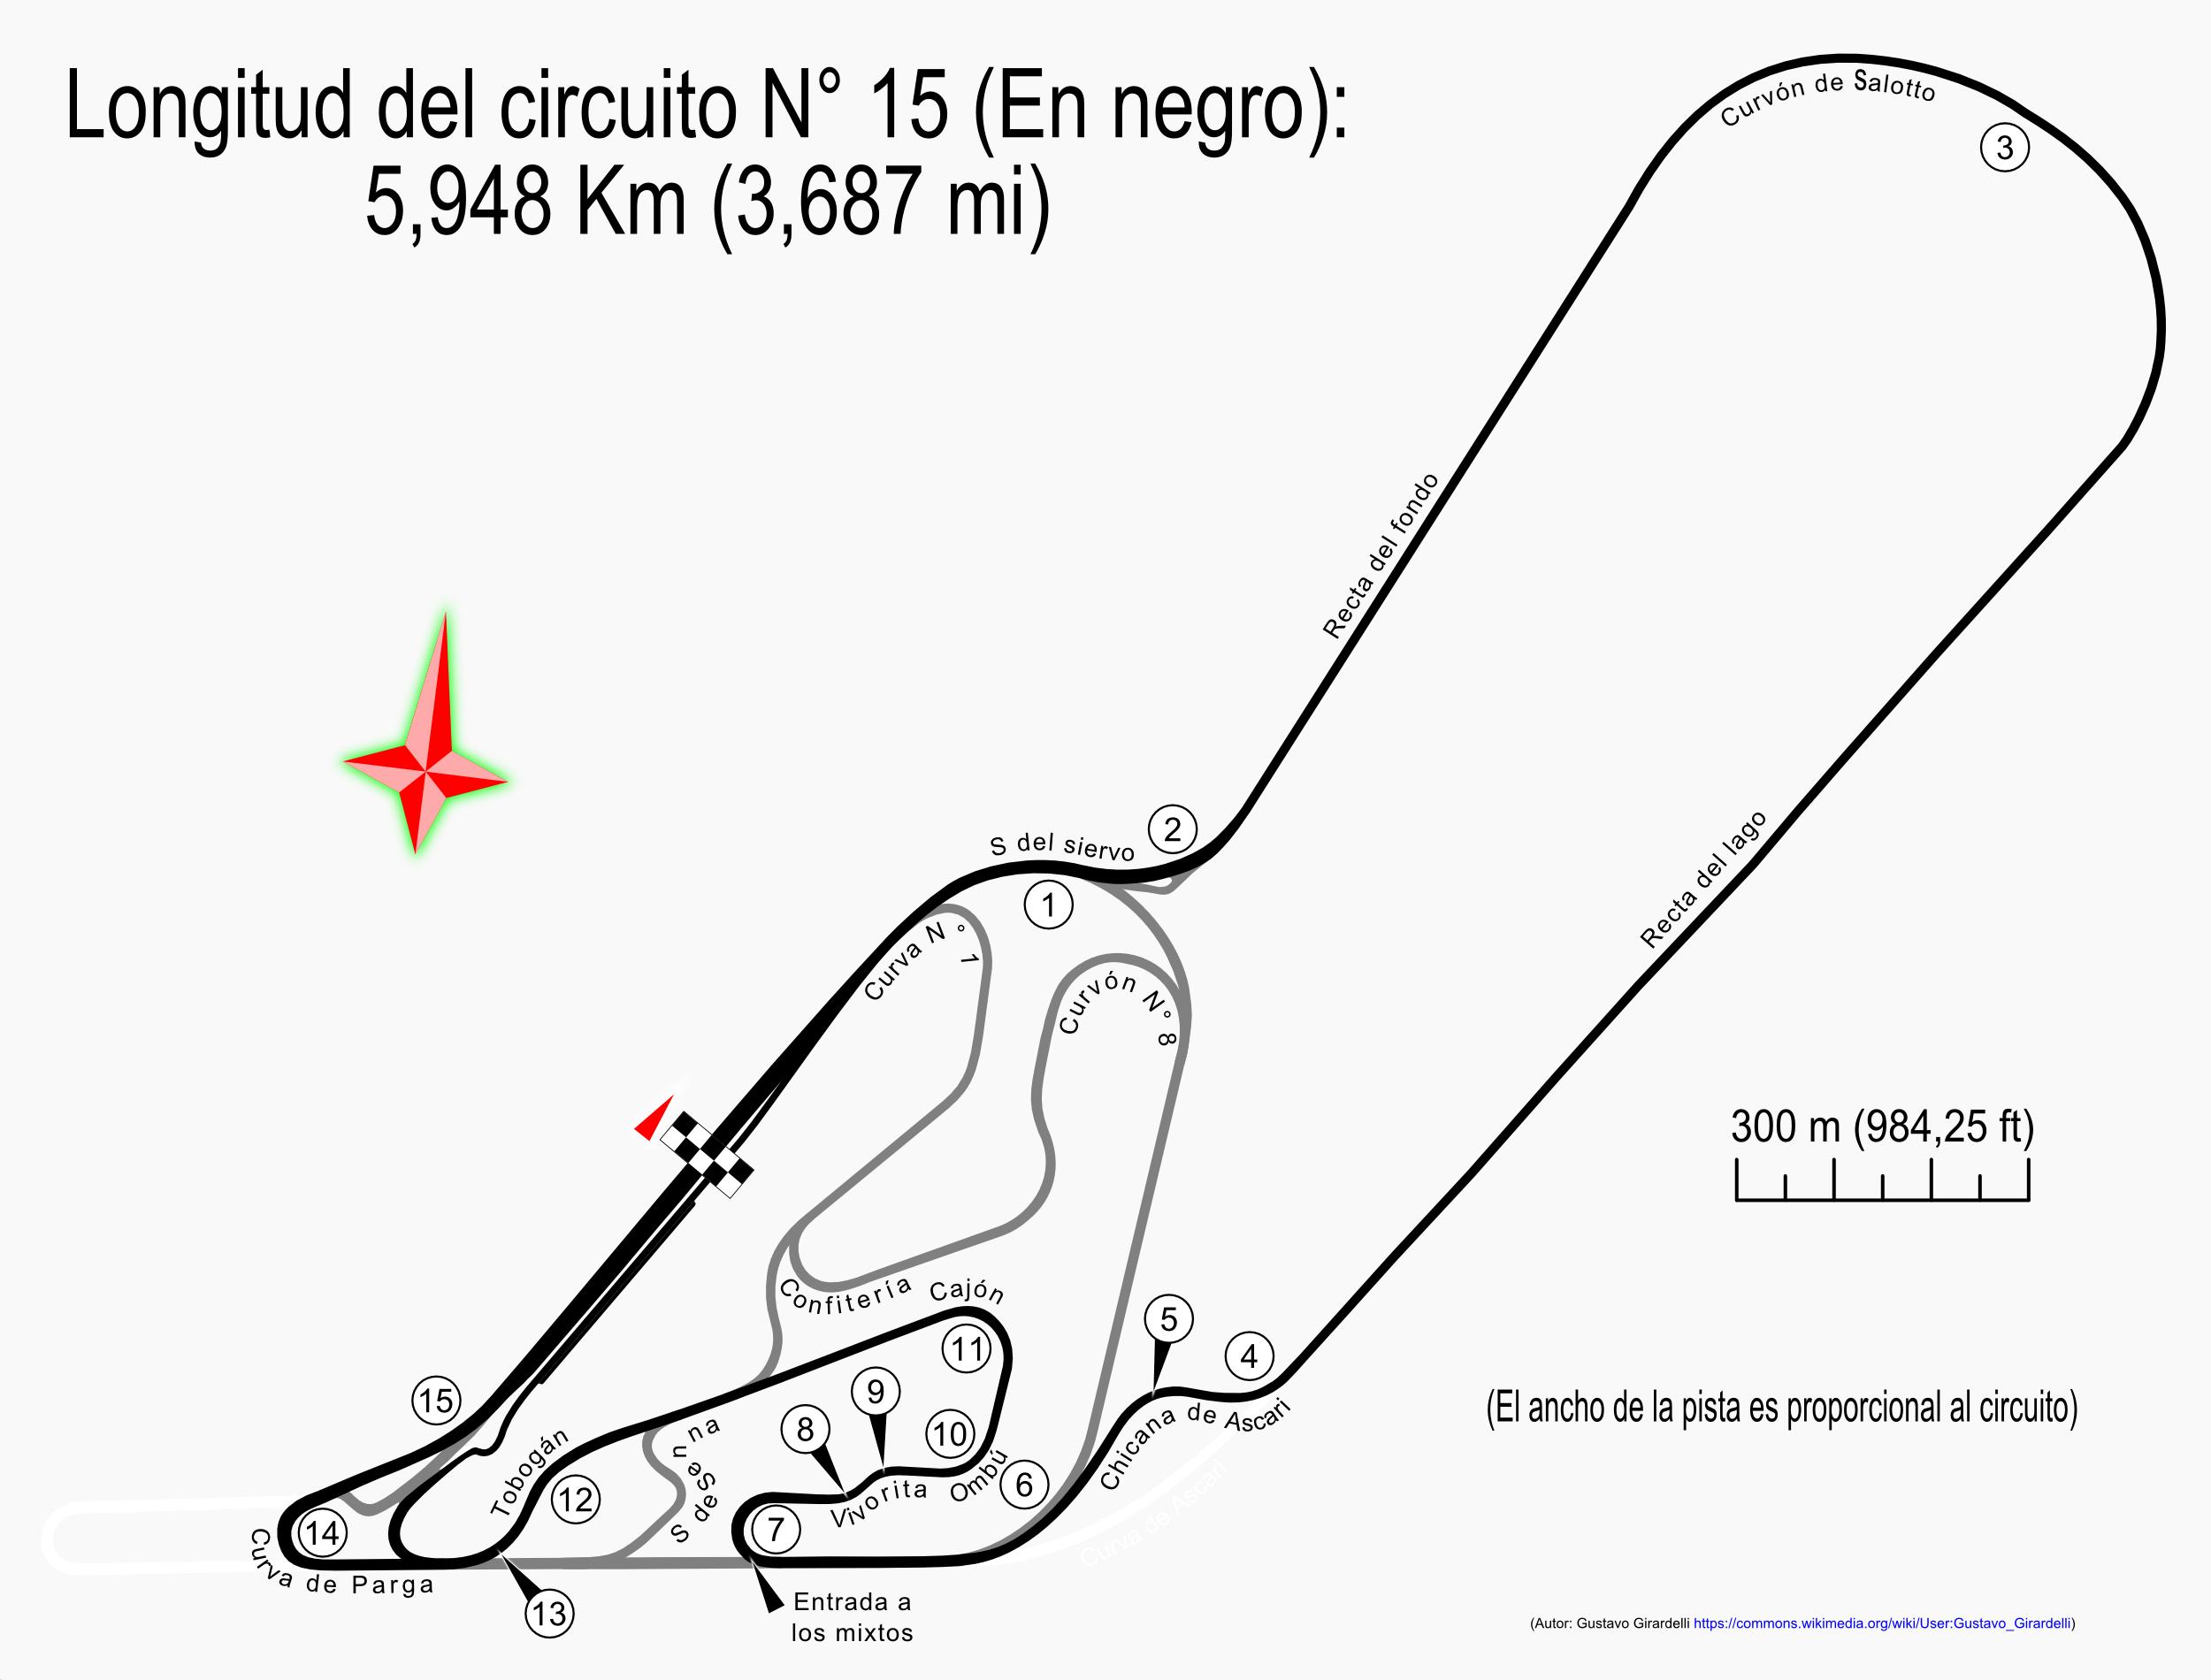 Longitud del circuito N° 15 (En negro):
5,948 Km (3,687 mi)
Curvón de Salotto
3
Recta del fondo
2
S del siervo
1
Recta del lago
Curva N° 1
Curvón N° 8
300 m (984,25 ft)
Confitería
Cajón
5
11
4
9
15
8
10
(El ancho de la pista es proporcional al circuito)
Chicana de Ascari
Curva de Ascari
Tobogán
S de Senna
6
Ombú
Vivorita
12
7
14
Curva de Parga
13
Entrada a
los mixtos
(Autor: Gustavo Girardelli https://commons.wikimedia.org/wiki/User:Gustavo_Girardelli)